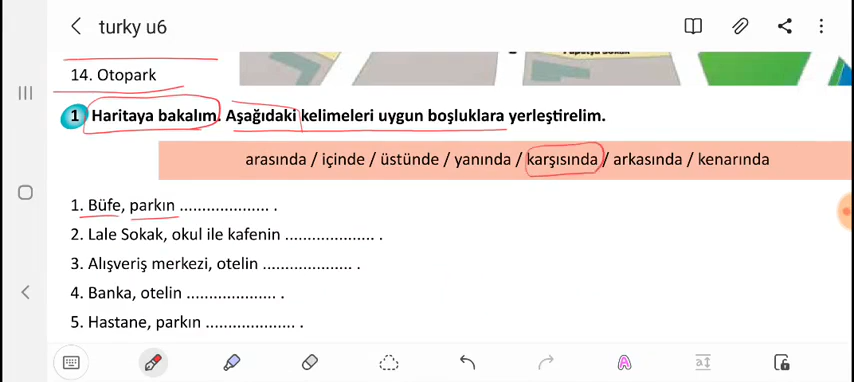 turky u6
14. Otopark
1 Haritaya bakalım. Aşağıdaki kelimeleri uygun boşluklara yerleştirelim.
arasında / içinde / üstünde / yanında / karşısında / arkasında / kenarında
1. Büfe, parkın .................... .
2. Lale Sokak, okul ile kafenin .................... .
3. Alışveriş merkezi, otelin .................... .
4. Banka, otelin .................... .
5. Hastane, parkın .................... .